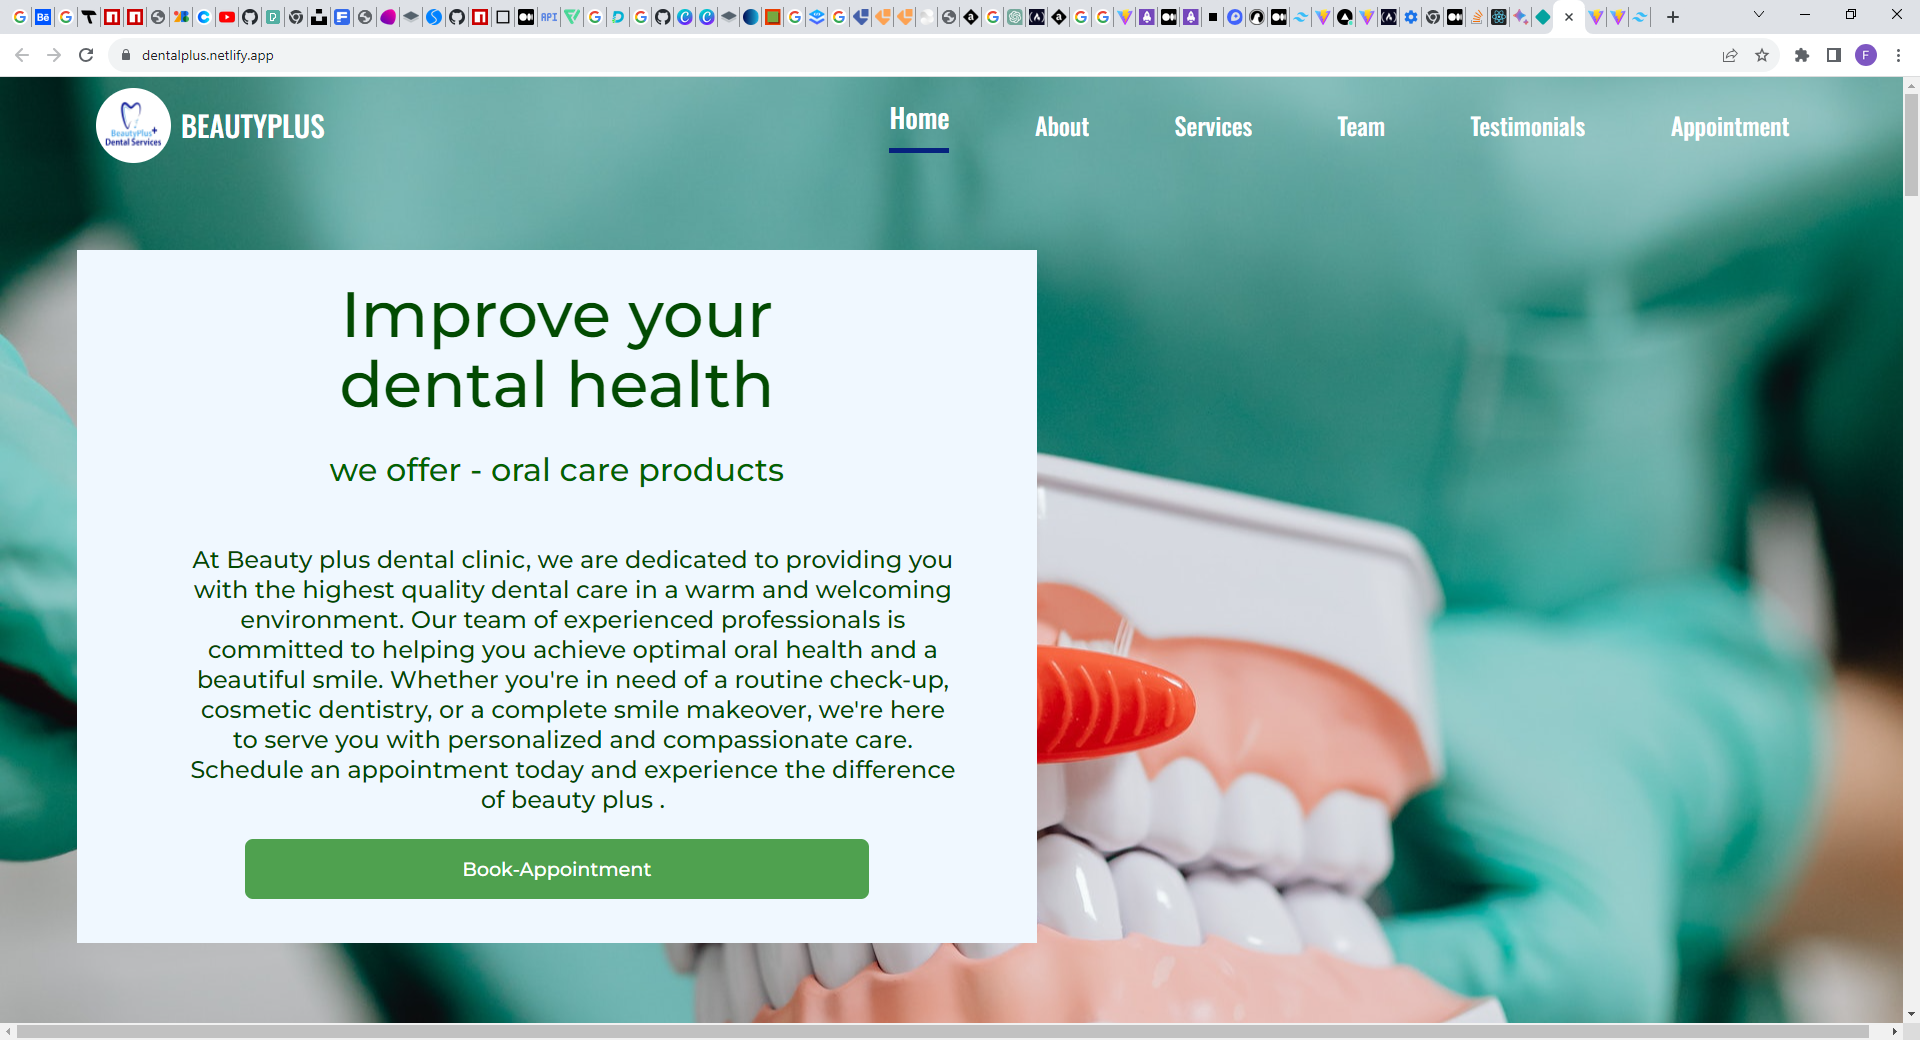 dentalplus.netlify.app
F
BeautyPlus+
Dental Services
BEAUTYPLUS
Home
About
Services
Team
Testimonials
Appointment
Improve your
dental health
we offer - oral care products
At Beauty plus dental clinic, we are dedicated to providing you
with the highest quality dental care in a warm and welcoming
environment. Our team of experienced professionals is
committed to helping you achieve optimal oral health and a
beautiful smile. Whether you're in need of a routine check-up,
cosmetic dentistry, or a complete smile makeover, we're here
to serve you with personalized and compassionate care.
Schedule an appointment today and experience the difference
of beauty plus .
Book-Appointment